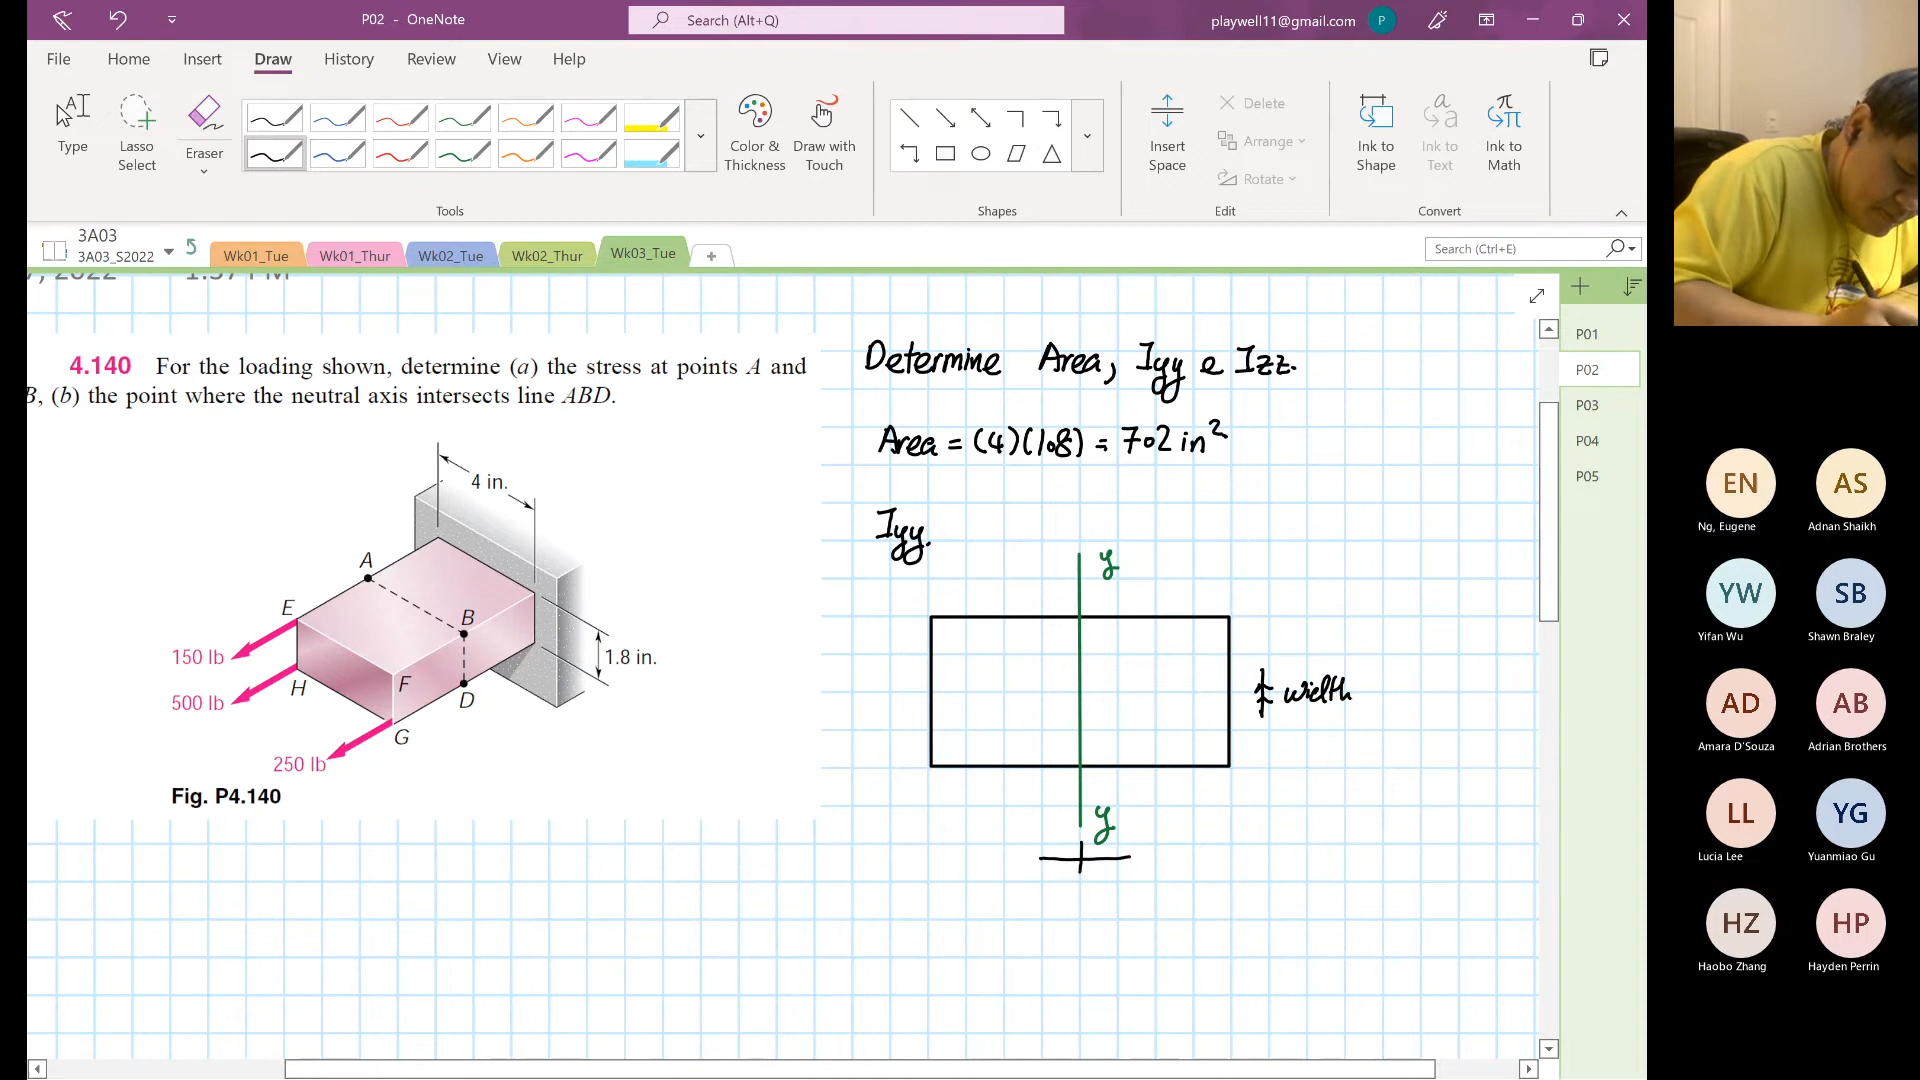 P02 - OneNote
Search (Alt+Q)
playwell11@gmail.com
P
File
Home
Insert
Draw
History
Review
View
Help
Type
Lasso Select
Eraser
Color & Thickness
Draw with Touch
Insert Space
Delete
Arrange
Rotate
Ink to Shape
Ink to Text
Ink to Math
Tools
Shapes
Edit
Convert
3A03
3A03_S2022
Wk01_Tue
Wk01_Thur
Wk02_Tue
Wk02_Thur
Wk03_Tue
Search (Ctrl+E)
P01
P02
P03
P04
P05
4.140 For the loading shown, determine (a) the stress at points A and
B, (b) the point where the neutral axis intersects line ABD.
4 in.
A
B
E
150 lb
1.8 in.
H
F
D
500 lb
G
250 lb
Fig. P4.140
Determine Area, Iyy & Izz.
Area = (4)(1.8) = 7.2 in²
Iyy.
y
width
y
EN
Ng, Eugene
AS
Adnan Shaikh
YW
Yifan Wu
SB
Shawn Braley
AD
Amara D'Souza
AB
Adrian Brothers
LL
Lucia Lee
YG
Yuanmiao Gu
HZ
Haobo Zhang
HP
Hayden Perrin